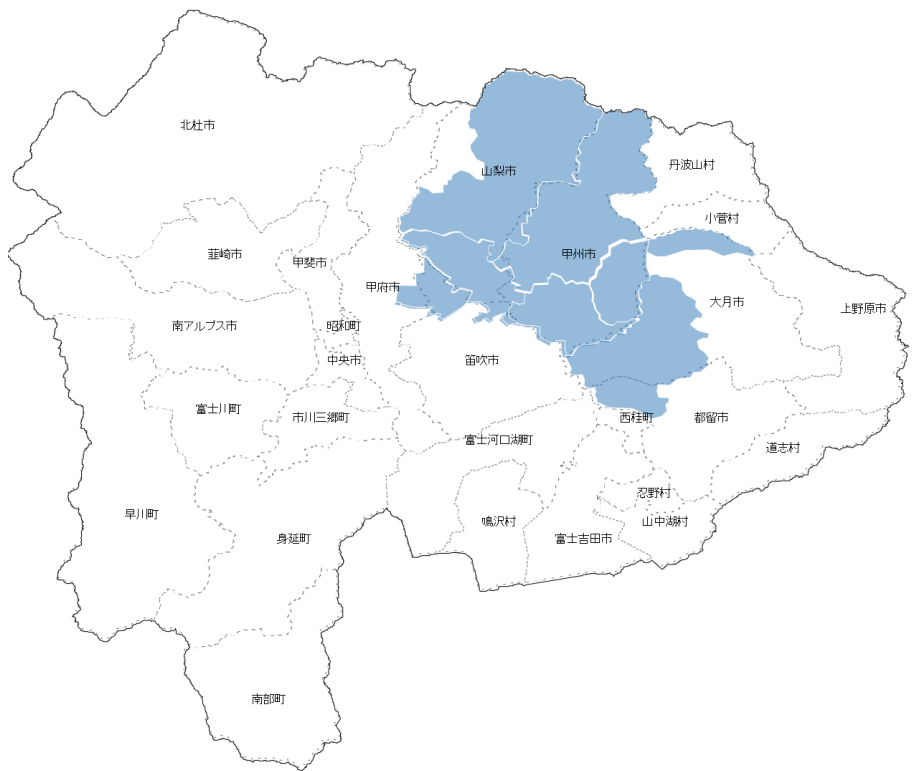 北杜市
山梨市
丹波山村
小菅村
韮崎市
甲斐市
甲州市
甲府市
大月市
上野原市
南アルプス市
昭和町
中央市
笛吹市
富士川町
市川三郷町
西桂町
都留市
富士河口湖町
道志村
忍野村
早川町
鳴沢村
山中湖村
身延町
富士吉田市
南部町